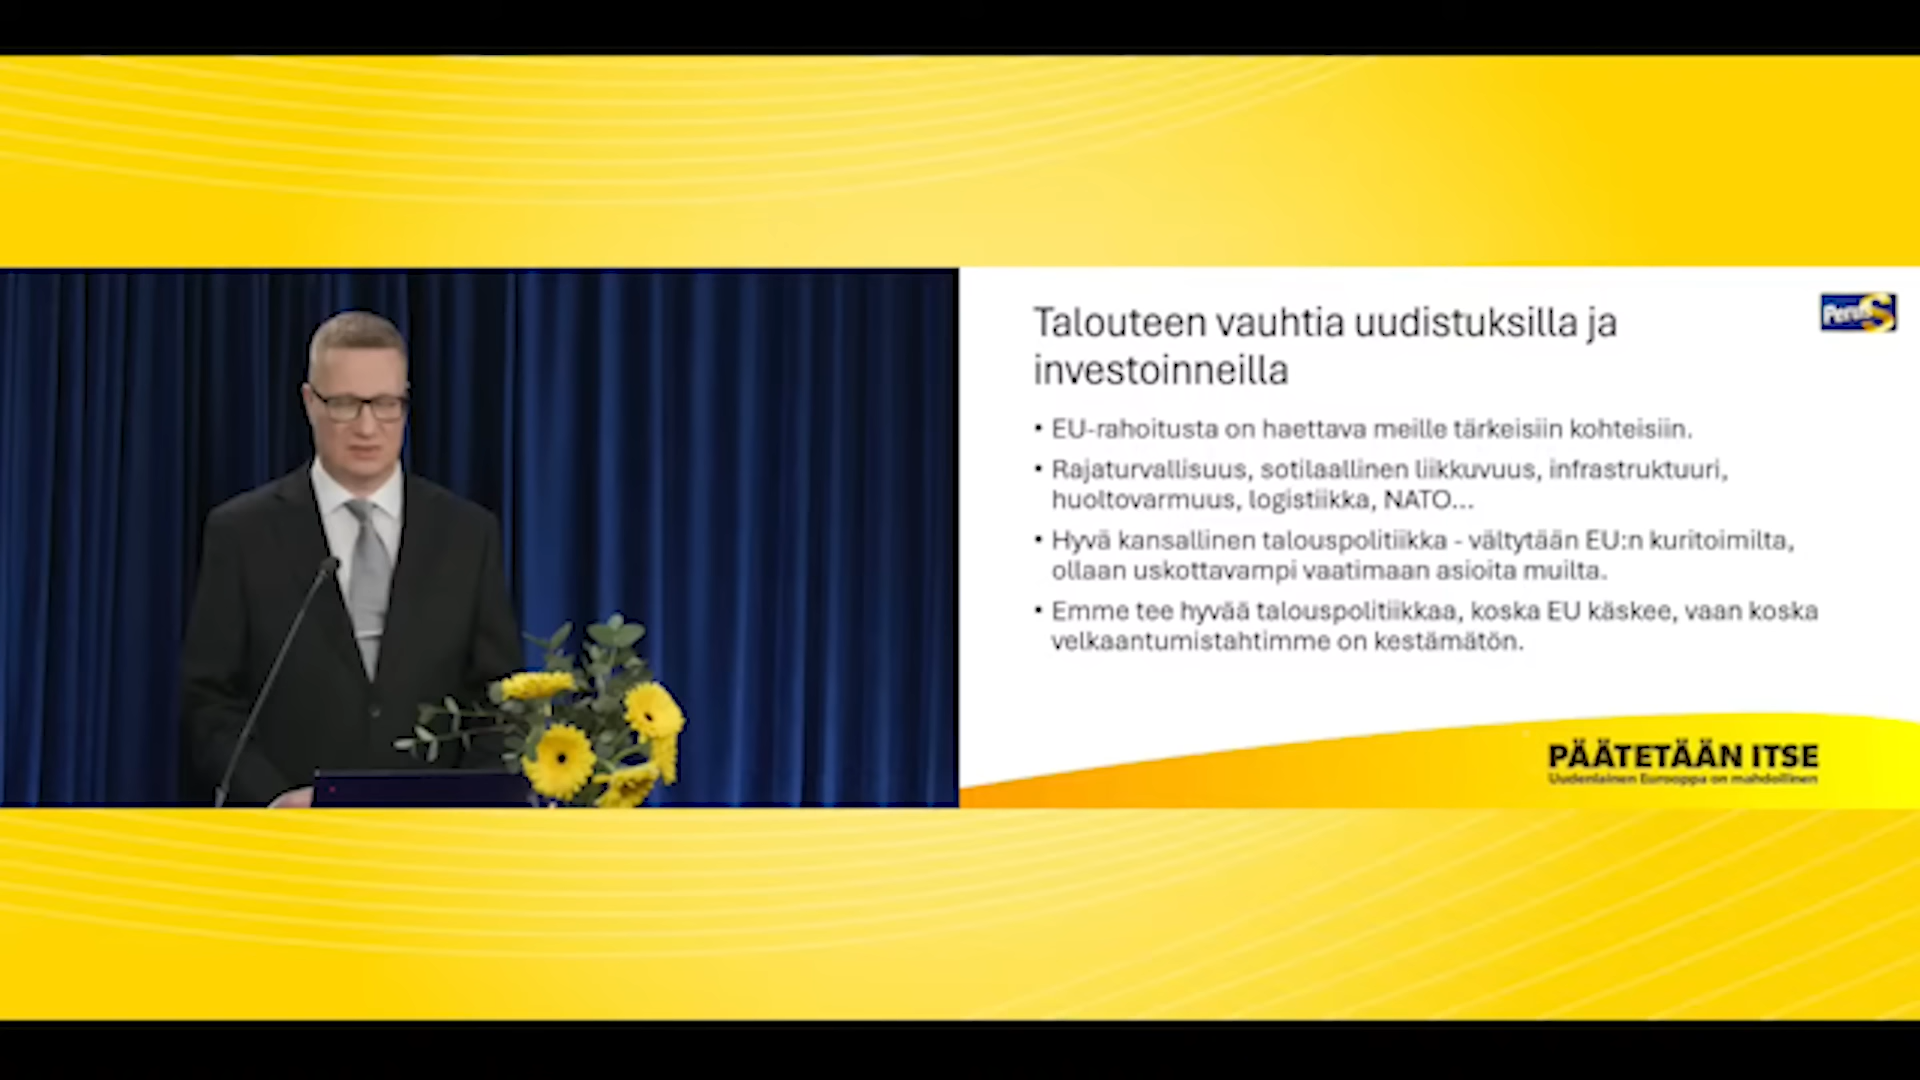 Talouteen vauhtia uudistuksilla ja
investoinneilla
PerusS
• EU-rahoitusta on haettava meille tärkeisiin kohteisiin.
• Rajaturvallisuus, sotilaallinen liikkuvuus, infrastruktuuri,
huoltovarmuus, logistiikka, NATO...
• Hyvä kansallinen talouspolitiikka - vältytään EU:n kuritoimilta,
ollaan uskottavampi vaatimaan asioita muilta.
• Emme tee hyvää talouspolitiikkaa, koska EU käskee, vaan koska
velkaantumistahtimme on kestämätön.
PÄÄTETÄÄN ITSE
Uudenlainen Eurooppa on mahdollinen